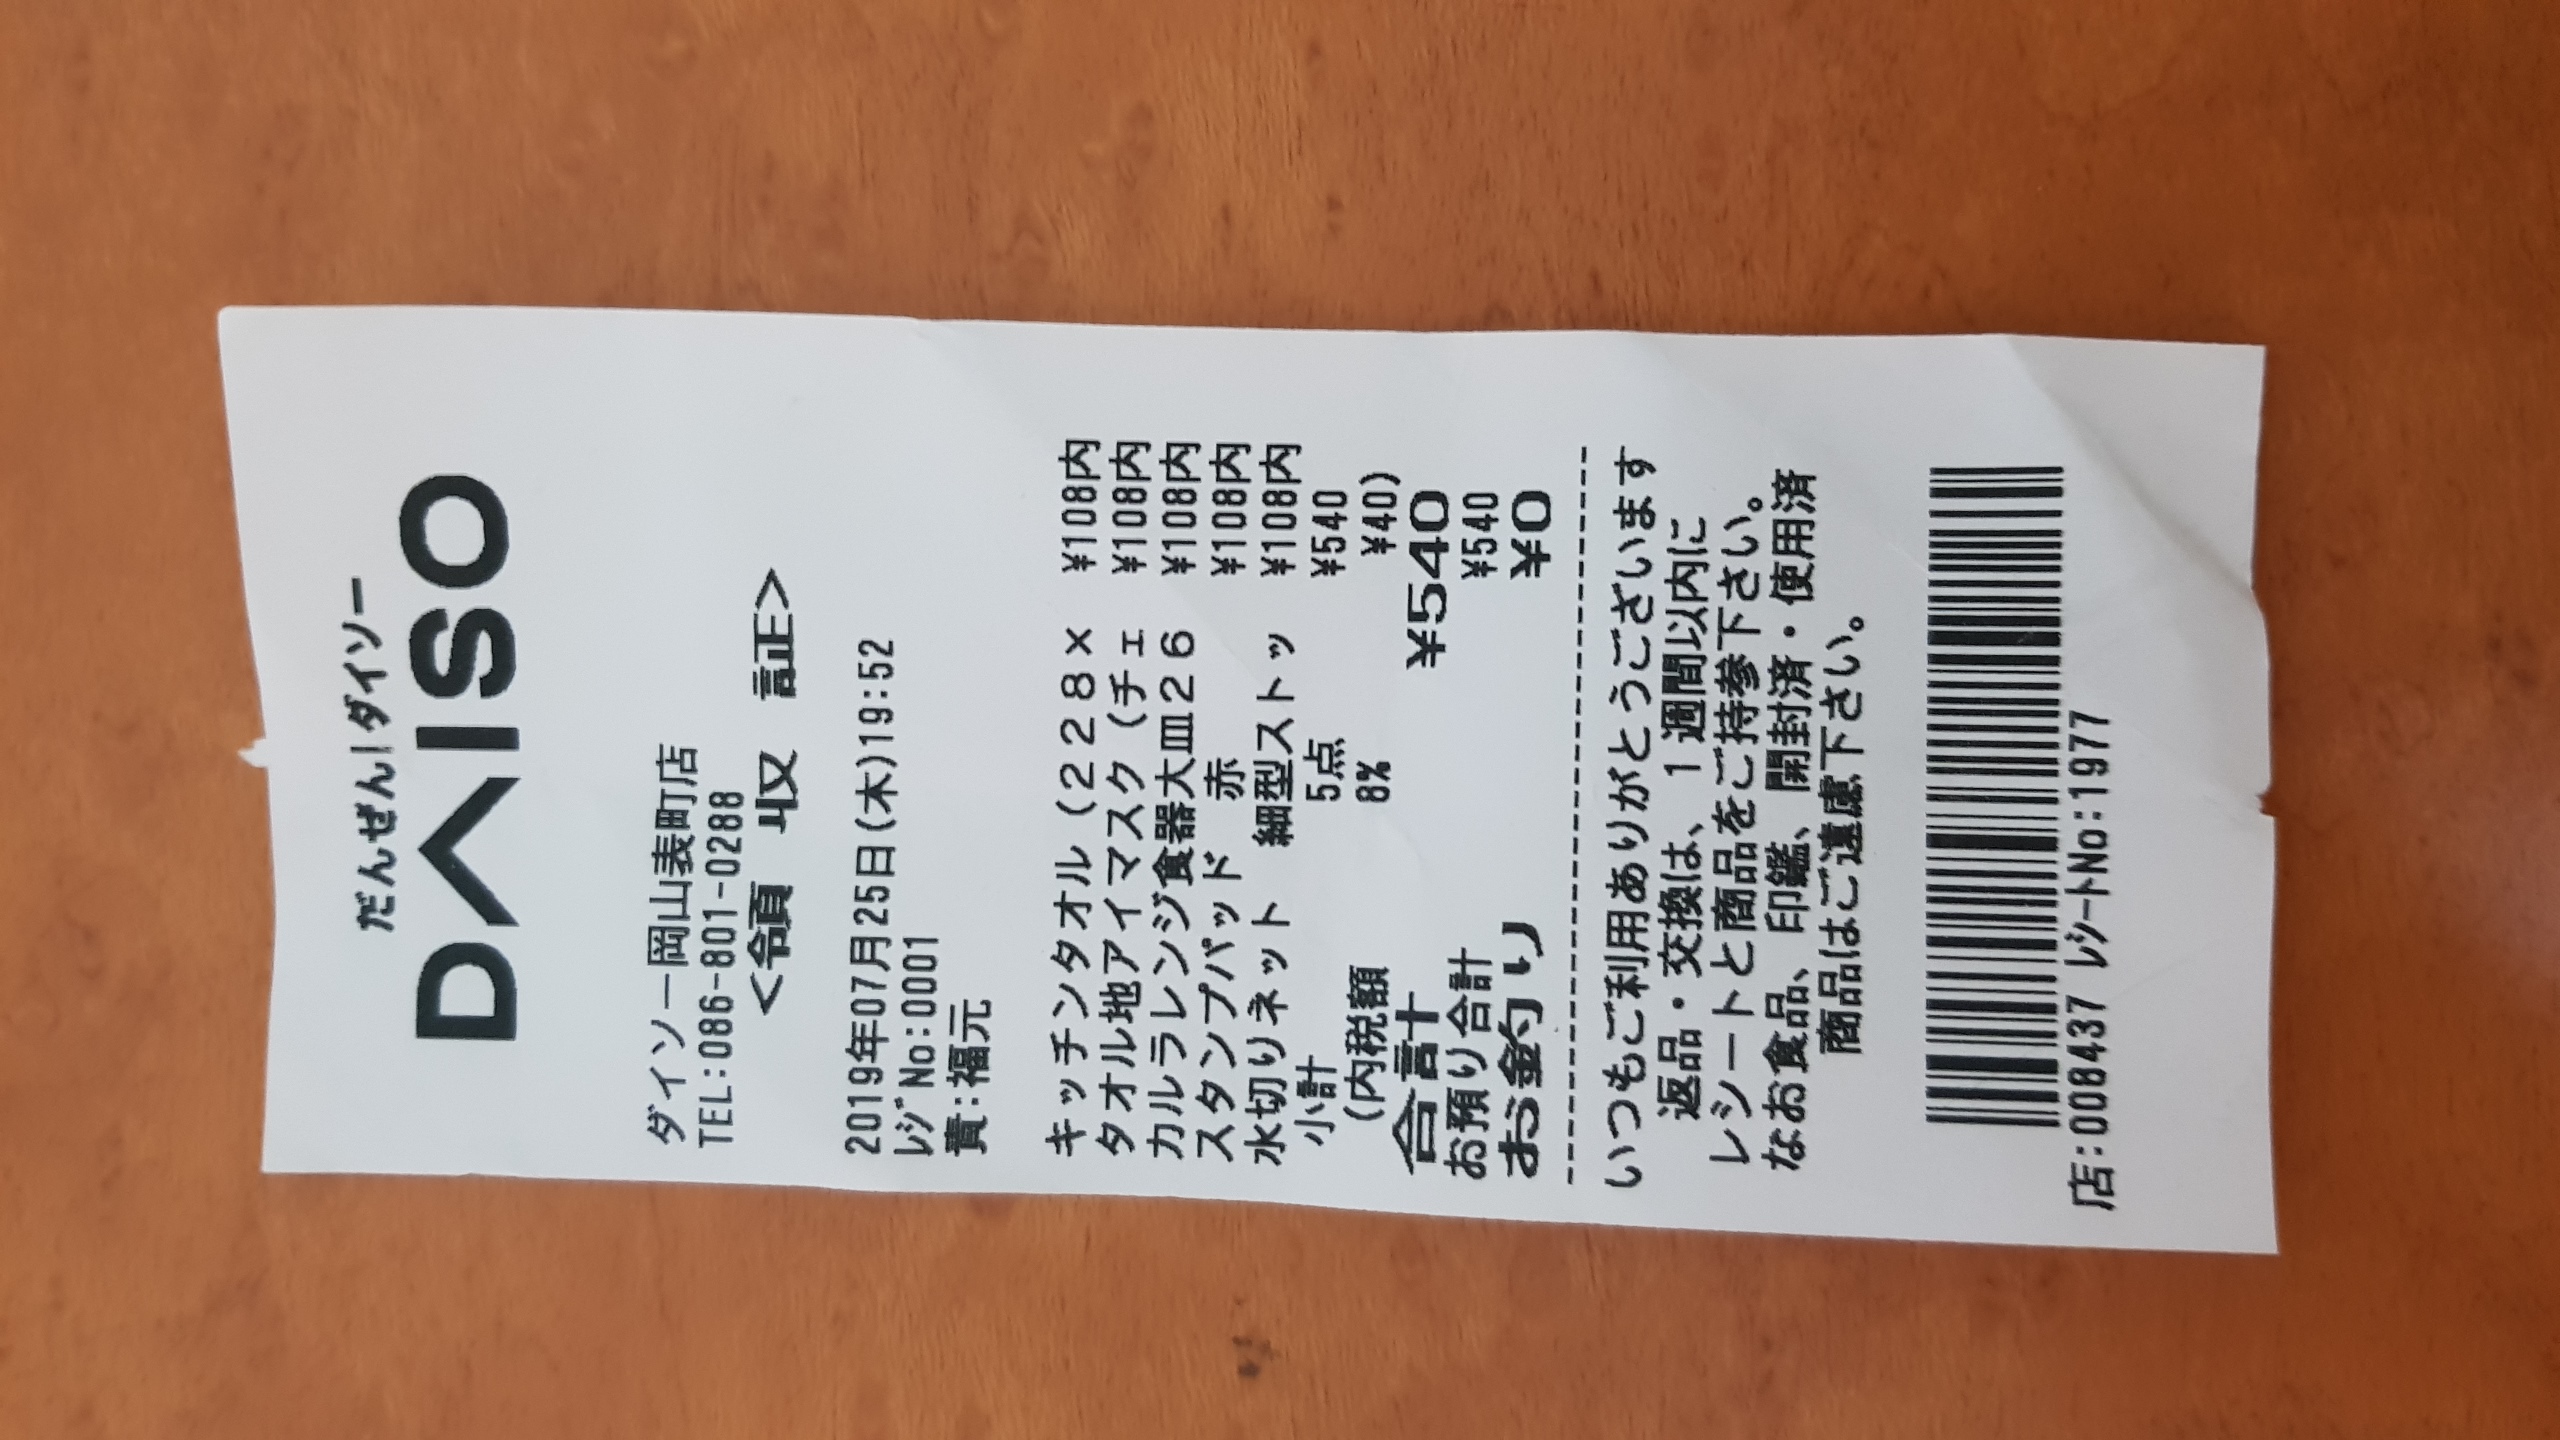 だんぜん!ダイソー
DAISO
ダイソー岡山表町店
TEL:086-801-0288
<領 収 証>
2019年07月25日(木)19:52
ﾚｼﾞNo:0001
責:福元
キッチンタオル（２２８× ¥108内
タオル地アイマスク（チェ ¥108内
カルラレンジ食器大皿２６ ¥108内
スタンプパッド　赤 ¥108内
水切りネット　細型ストッ ¥108内
小計 5点 ¥540
(内税額 8% ¥40)
合計 ¥540
お預り合計 ¥540
お釣り ¥0
--------------------------------
いつもご利用ありがとうございます
返品・交換は、１週間以内に
レシートと商品をご持参下さい。
なお食品、印鑑、開封済・使用済
商品はご遠慮下さい。
店:008437 ﾚｼｰﾄNo:1977